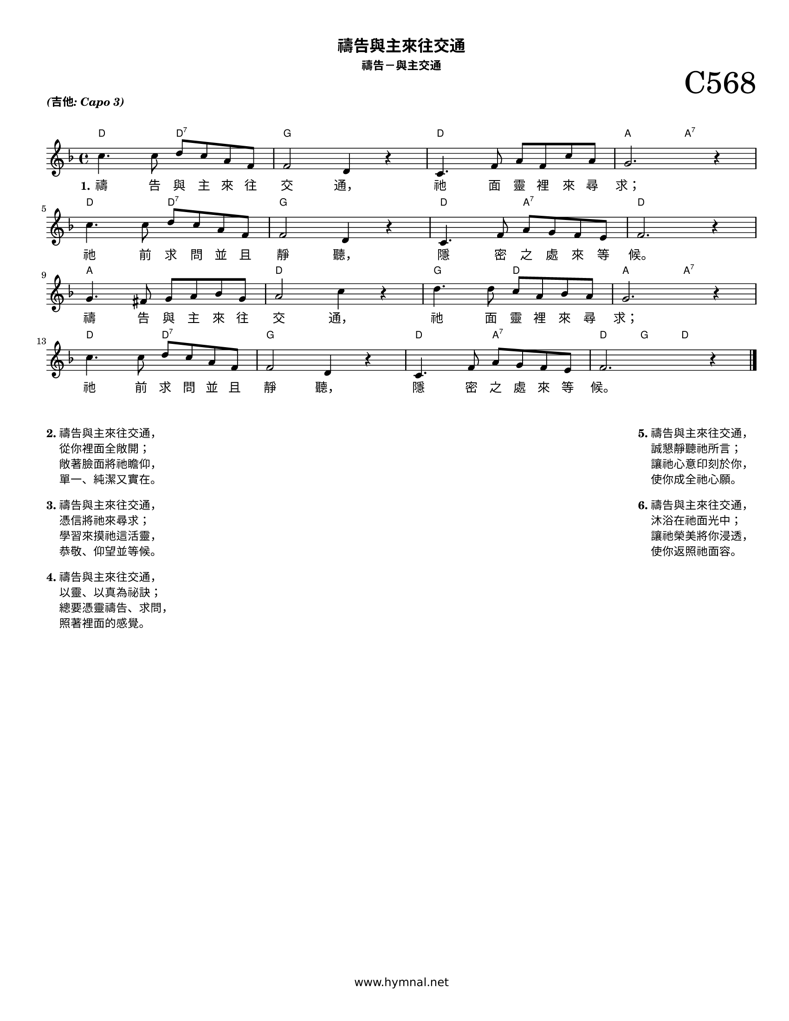 禱告與主來往交通
禱告－與主交通
C568
(吉他: Capo 3)
D D7 G D A A7
1. 禱 告 與 主 來 往 交 通， 祂 面 靈 裡 來 尋 求；
5 D D7 G D A7 D
祂 前 求 問 並 且 靜 聽， 隱 密 之 處 來 等 候。
9 A D G D A A7
禱 告 與 主 來 往 交 通， 祂 面 靈 裡 來 尋 求；
13 D D7 G D A7 D G D
祂 前 求 問 並 且 靜 聽， 隱 密 之 處 來 等 候。
2. 禱告與主來往交通，
從你裡面全敞開；
敞著臉面將祂瞻仰，
單一、純潔又實在。
3. 禱告與主來往交通，
憑信將祂來尋求；
學習來摸祂這活靈，
恭敬、仰望並等候。
4. 禱告與主來往交通，
以靈、以真為祕訣；
總要憑靈禱告、求問，
照著裡面的感覺。
5. 禱告與主來往交通，
誠懇靜聽祂所言；
讓祂心意印刻於你，
使你成全祂心願。
6. 禱告與主來往交通，
沐浴在祂面光中；
讓祂榮美將你浸透，
使你返照祂面容。
www.hymnal.net